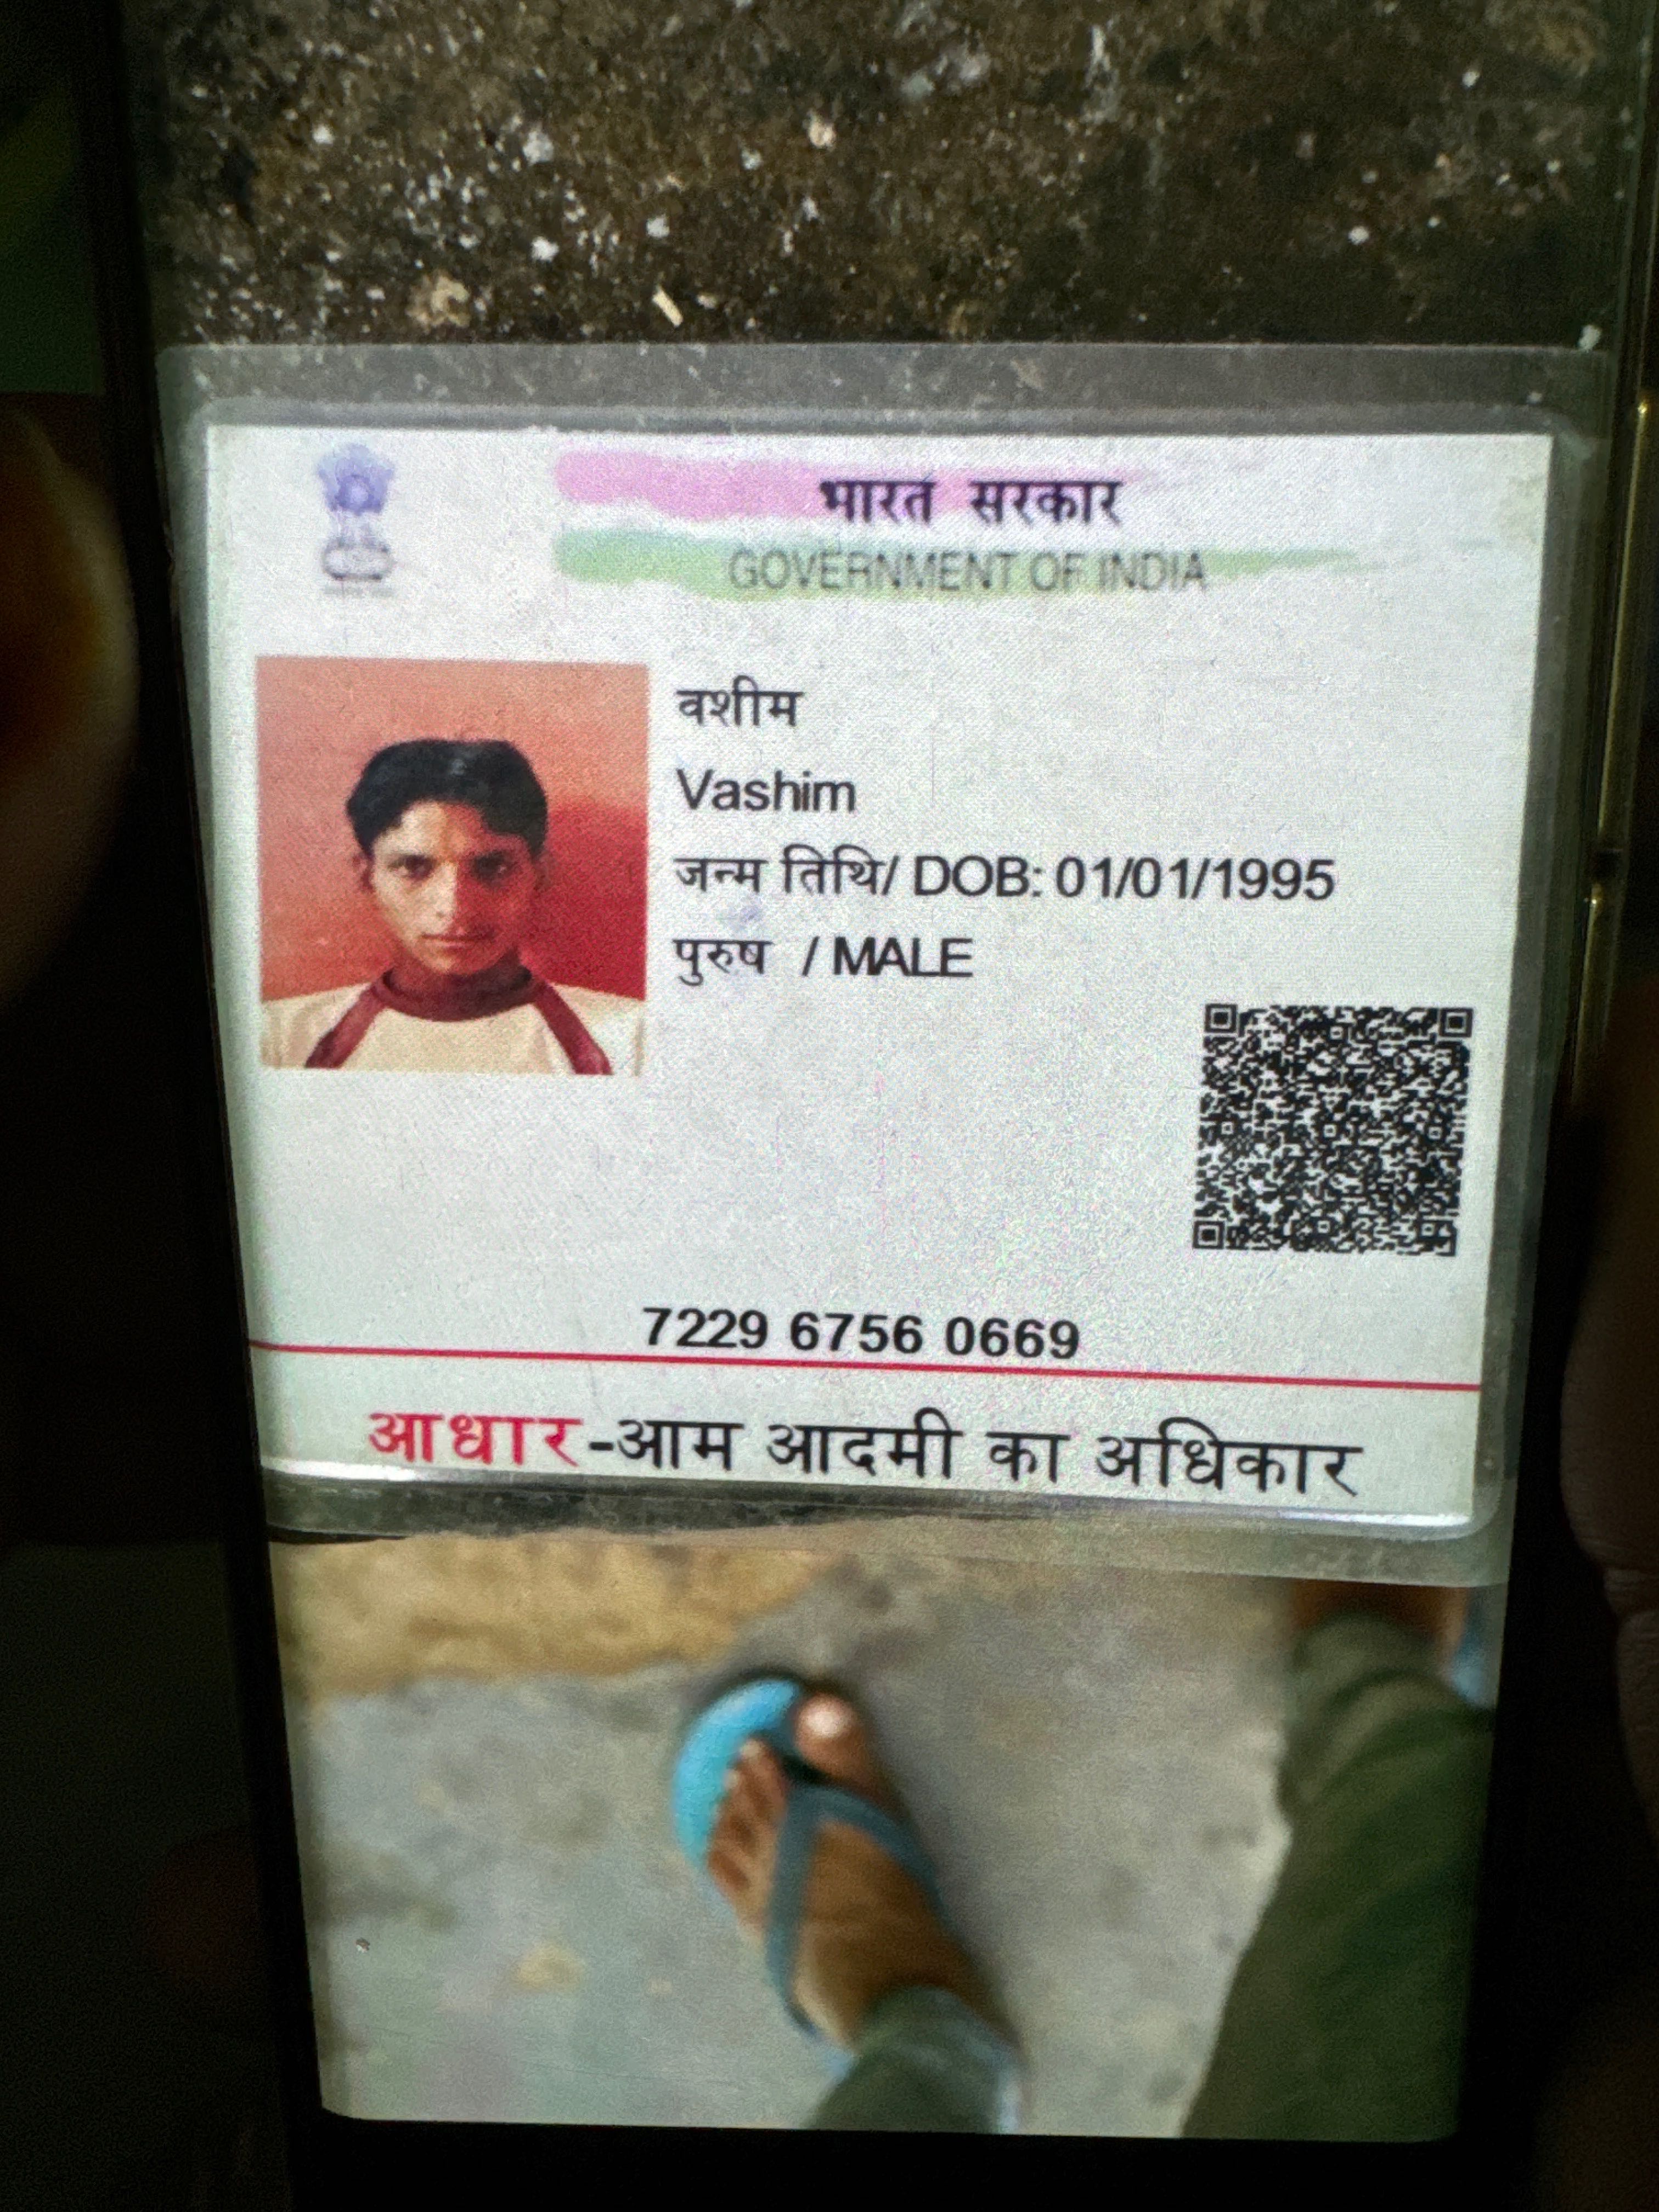 भारत सरकार
GOVERNMENT OF INDIA
वशीम
Vashim
जन्म तिथि/ DOB: 01/01/1995
पुरुष / MALE
7229 6756 0669
आधार-आम आदमी का अधिकार